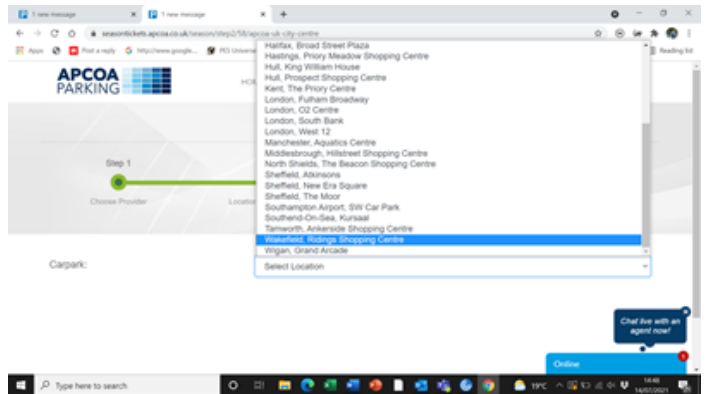 1 new message
1 new message
seasontickets.apcoa.co.uk/season/step2/58/apcoa-uk-city-centre
Apps
Post a reply
http://www.google...
Reading list
APCOA
PARKING
Halifax, Broad Street Plaza
Hastings, Priory Meadow Shopping Centre
Hull, King William House
Hull, Prospect Shopping Centre
Kent, The Priory Centre
London, Fulham Broadway
London, O2 Centre
London, South Bank
London, West 12
Manchester, Aquatics Centre
Middlesbrough, Hillstreet Shopping Centre
North Shields, The Beacon Shopping Centre
Sheffield, Atkinsons
Sheffield, New Era Square
Sheffield, The Moor
Southampton Airport, SW Car Park
Southend-On-Sea, Kursaal
Tamworth, Ankerside Shopping Centre
Wakefield, Ridings Shopping Centre
Wigan, Grand Arcade
Step 1
Choose Provider
Location
Carpark:
Select Location
Chat live with an
agent now!
Online
1
Type here to search
19°C
14:48
14/07/2021